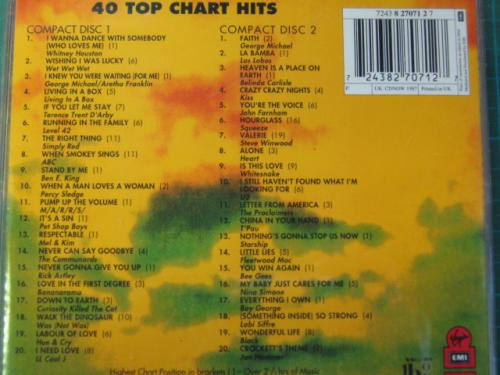 40 TOP CHART HITS
7243 8 27071 2 7
7 24382 70712
F UK: CDNOW 1987 Printed in U.K.
COMPACT DISC 1
1. I WANNA DANCE WITH SOMEBODY
(WHO LOVES ME) (1)
Whitney Houston
2. WISHING I WAS LUCKY (6)
Wet Wet Wet
3. I KNEW YOU WERE WAITING (FOR ME) (1)
George Michael/Aretha Franklin
4. LIVING IN A BOX (5)
Living In A Box
5. IF YOU LET ME STAY (7)
Terence Trent D'Arby
6. RUNNING IN THE FAMILY (6)
Level 42
7. THE RIGHT THING (11)
Simply Red
8. WHEN SMOKEY SINGS (11)
ABC
9. STAND BY ME (1)
Ben E. King
10. WHEN A MAN LOVES A WOMAN (2)
Percy Sledge
11. PUMP UP THE VOLUME (1)
M/A/R/R/S/
12. IT'S A SIN (1)
Pet Shop Boys
13. RESPECTABLE (1)
Mel & Kim
14. NEVER CAN SAY GOODBYE (4)
The Communards
15. NEVER GONNA GIVE YOU UP (1)
Rick Astley
16. LOVE IN THE FIRST DEGREE (3)
Bananarama
17. DOWN TO EARTH (3)
Curiosity Killed The Cat
18. WALK THE DINOSAUR (10)
Was (Not Was)
19. LABOUR OF LOVE (6)
Hue & Cry
20. I NEED LOVE (8)
LL Cool J
COMPACT DISC 2
1. FAITH (2)
George Michael
2. LA BAMBA (1)
Los Lobos
3. HEAVEN IS A PLACE ON
EARTH (1)
Belinda Carlisle
4. CRAZY CRAZY NIGHTS (4)
Kiss
5. YOU'RE THE VOICE (6)
John Farnham
6. HOURGLASS (16)
Squeeze
7. VALERIE (19)
Steve Winwood
8. ALONE (3)
Heart
9. IS THIS LOVE (9)
Whitesnake
10. I STILL HAVEN'T FOUND WHAT I'M
LOOKING FOR (6)
U2
11. LETTER FROM AMERICA (3)
The Proclaimers
12. CHINA IN YOUR HAND (1)
T'Pau
13. NOTHING'S GONNA STOP US NOW (1)
Starship
14. LITTLE LIES (5)
Fleetwood Mac
15. YOU WIN AGAIN (1)
Bee Gees
16. MY BABY JUST CARES FOR ME (5)
Nina Simone
17. EVERYTHING I OWN (1)
Boy George
18. (SOMETHING INSIDE) SO STRONG (4)
Labi Siffre
19. WONDERFUL LIFE (8)
Black
20. CROCKETT'S THEME (2)
Jan Hammer
Virgin
EMI
Highest Chart Position in brackets
Over 2 ½ hrs of Music